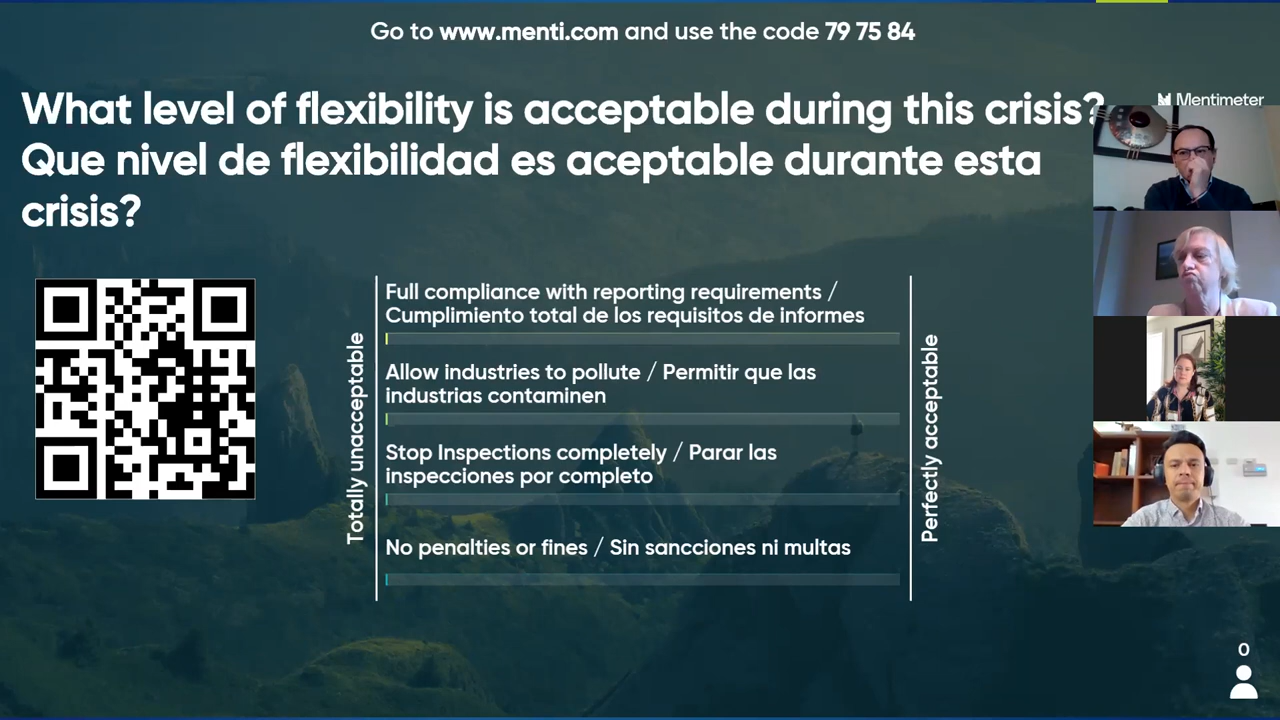 Go to www.menti.com and use the code 79 75 84
Mentimeter
What level of flexibility is acceptable during this crisis?
Que nivel de flexibilidad es aceptable durante esta
crisis?
Totally unacceptable
Full compliance with reporting requirements /
Cumplimiento total de los requisitos de informes
Allow industries to pollute / Permitir que las
industrias contaminen
Stop Inspections completely / Parar las
inspecciones por completo
No penalties or fines / Sin sancciones ni multas
Perfectly acceptable
0